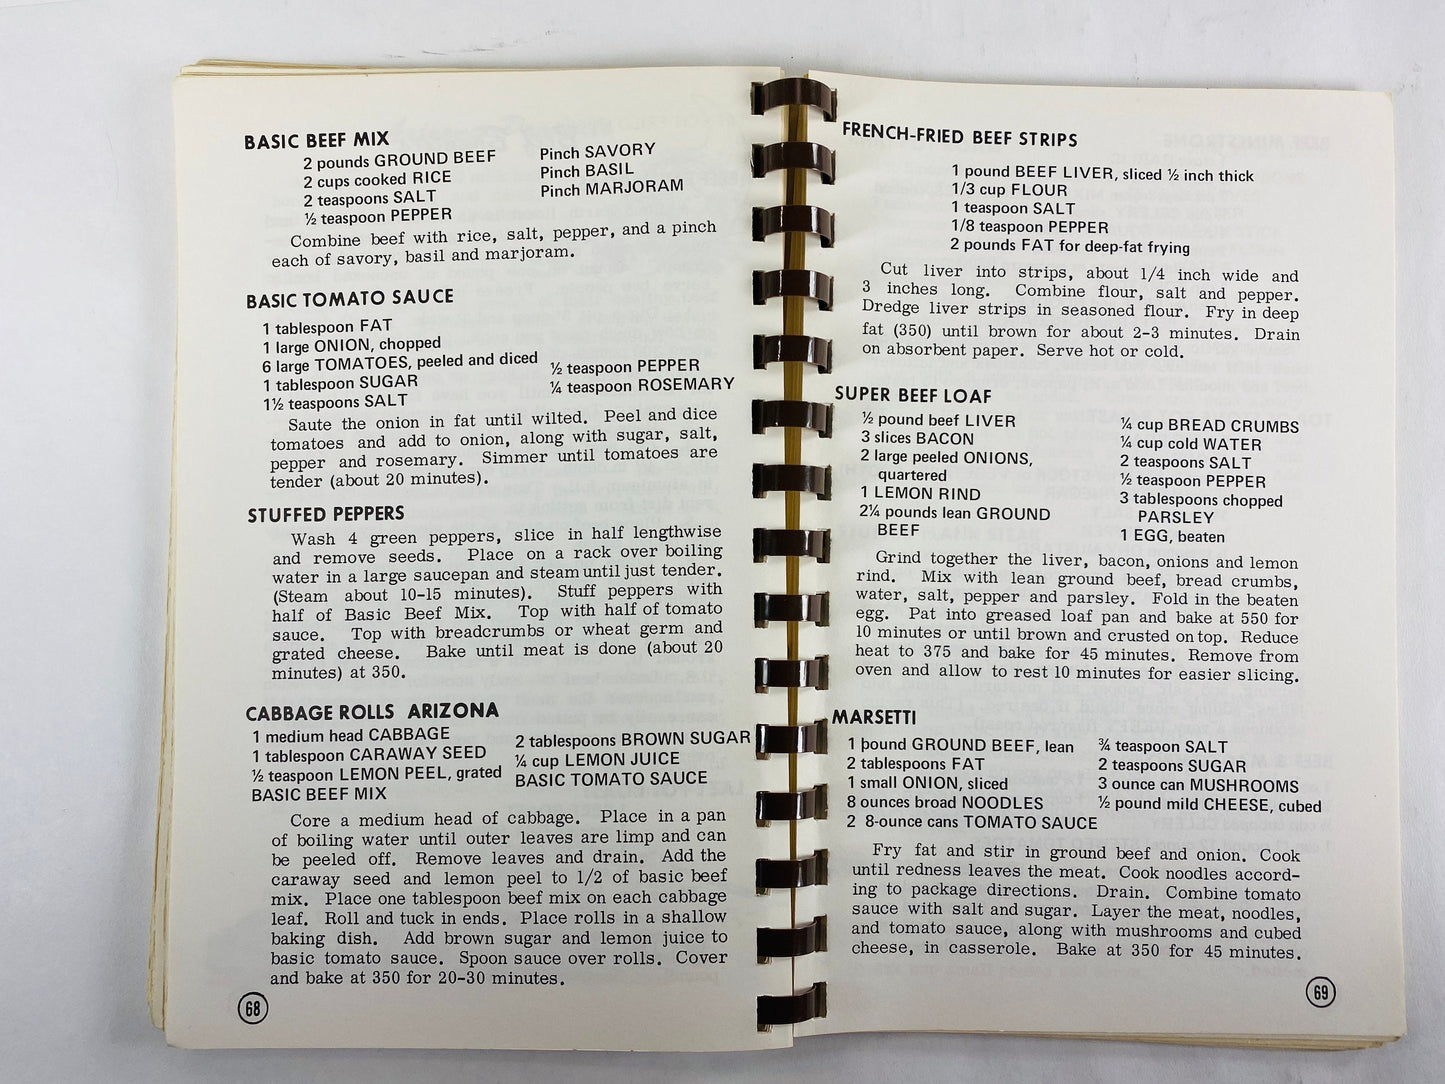 BASIC BEEF MIX
2 pounds GROUND BEEF
2 cups cooked RICE
2 teaspoons SALT
½ teaspoon PEPPER
Pinch SAVORY
Pinch BASIL
Pinch MARJORAM
Combine beef with rice, salt, pepper, and a pinch
each of savory, basil and marjoram.
BASIC TOMATO SAUCE
1 tablespoon FAT
1 large ONION, chopped
6 large TOMATOES, peeled and diced
1 tablespoon SUGAR
1½ teaspoons SALT
½ teaspoon PEPPER
¼ teaspoon ROSEMARY
Saute the onion in fat until wilted. Peel and dice
tomatoes and add to onion, along with sugar, salt,
pepper and rosemary. Simmer until tomatoes are
tender (about 20 minutes).
STUFFED PEPPERS
Wash 4 green peppers, slice in half lengthwise
and remove seeds. Place on a rack over boiling
water in a large saucepan and steam until just tender.
(Steam about 10-15 minutes). Stuff peppers with
half of Basic Beef Mix. Top with half of tomato
sauce. Top with breadcrumbs or wheat germ and
grated cheese. Bake until meat is done (about 20
minutes) at 350.
CABBAGE ROLLS ARIZONA
1 medium head CABBAGE
1 tablespoon CARAWAY SEED
½ teaspoon LEMON PEEL, grated
BASIC BEEF MIX
2 tablespoons BROWN SUGAR
¼ cup LEMON JUICE
BASIC TOMATO SAUCE
Core a medium head of cabbage. Place in a pan
of boiling water until outer leaves are limp and can
be peeled off. Remove leaves and drain. Add the
caraway seed and lemon peel to 1/2 of basic beef
mix. Place one tablespoon beef mix on each cabbage
leaf. Roll and tuck in ends. Place rolls in a shallow
baking dish. Add brown sugar and lemon juice to
basic tomato sauce. Spoon sauce over rolls. Cover
and bake at 350 for 20-30 minutes.
68
FRENCH-FRIED BEEF STRIPS
1 pound BEEF LIVER, sliced ½ inch thick
1/3 cup FLOUR
1 teaspoon SALT
1/8 teaspoon PEPPER
2 pounds FAT for deep-fat frying
Cut liver into strips, about 1/4 inch wide and
3 inches long. Combine flour, salt and pepper.
Dredge liver strips in seasoned flour. Fry in deep
fat (350) until brown for about 2-3 minutes. Drain
on absorbent paper. Serve hot or cold.
SUPER BEEF LOAF
½ pound beef LIVER
3 slices BACON
2 large peeled ONIONS,
quartered
1 LEMON RIND
2¼ pounds lean GROUND
BEEF
¼ cup BREAD CRUMBS
¼ cup cold WATER
2 teaspoons SALT
½ teaspoon PEPPER
3 tablespoons chopped
PARSLEY
1 EGG, beaten
Grind together the liver, bacon, onions and lemon
rind. Mix with lean ground beef, bread crumbs,
water, salt, pepper and parsley. Fold in the beaten
egg. Pat into greased loaf pan and bake at 550 for
10 minutes or until brown and crusted on top. Reduce
heat to 375 and bake for 45 minutes. Remove from
oven and allow to rest 10 minutes for easier slicing.
MARSETTI
1 pound GROUND BEEF, lean
2 tablespoons FAT
1 small ONION, sliced
8 ounces broad NOODLES
2 8-ounce cans TOMATO SAUCE
¾ teaspoon SALT
2 teaspoons SUGAR
3 ounce can MUSHROOMS
½ pound mild CHEESE, cubed
Fry fat and stir in ground beef and onion. Cook
until redness leaves the meat. Cook noodles accord-
ing to package directions. Drain. Combine tomato
sauce with salt and sugar. Layer the meat, noodles,
and tomato sauce, along with mushrooms and cubed
cheese, in casserole. Bake at 350 for 45 minutes.
69